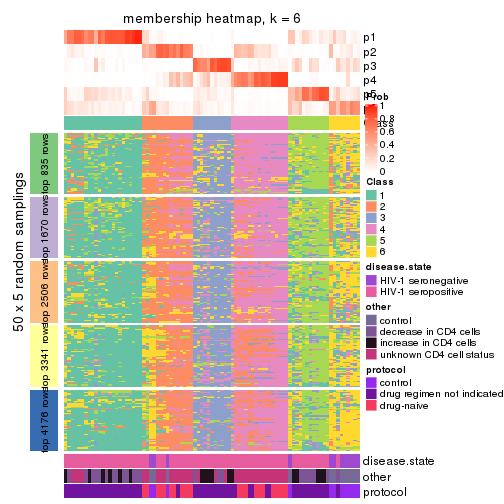 membership heatmap, k = 6
p1
p2
p3
p4
p5
Prob
1
0.8
0.6
0.4
0.2
0
Class
1
2
3
4
5
6
disease.state
HIV-1 seronegative
HIV-1 seropositive
other
control
decrease in CD4 cells
increase in CD4 cells
unknown CD4 cell status
protocol
control
drug regimen not indicated
drug-naive
50 x 5 random samplings
top 835 rows
top 1670 rows
top 2506 rows
top 3341 rows
top 4176 rows
disease.state
other
protocol